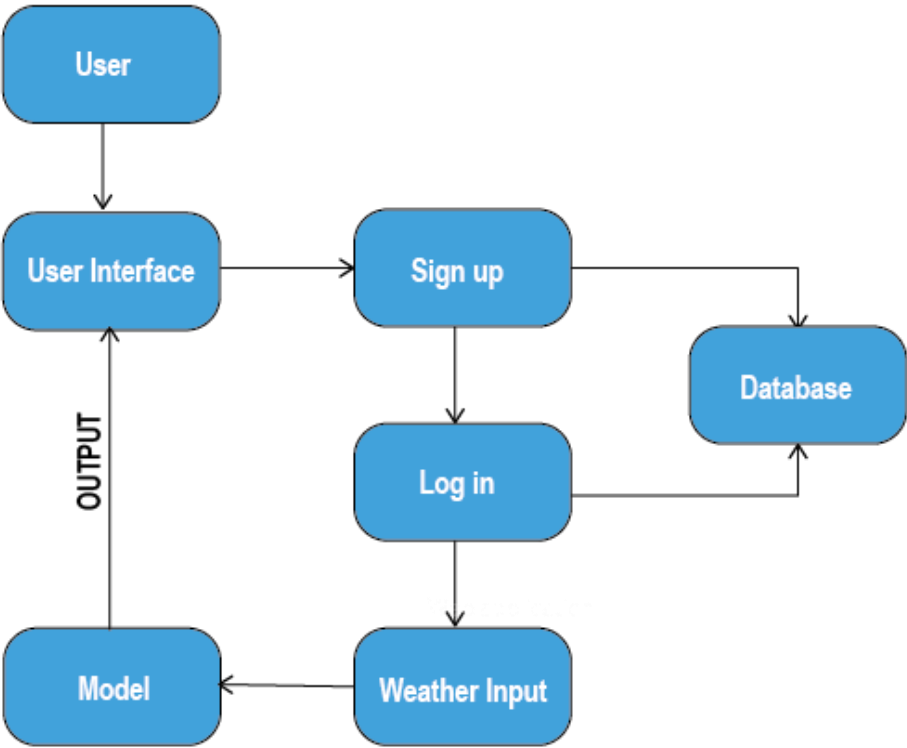 User
User Interface
Sign up
Database
OUTPUT
Log in
Model
Weather Input